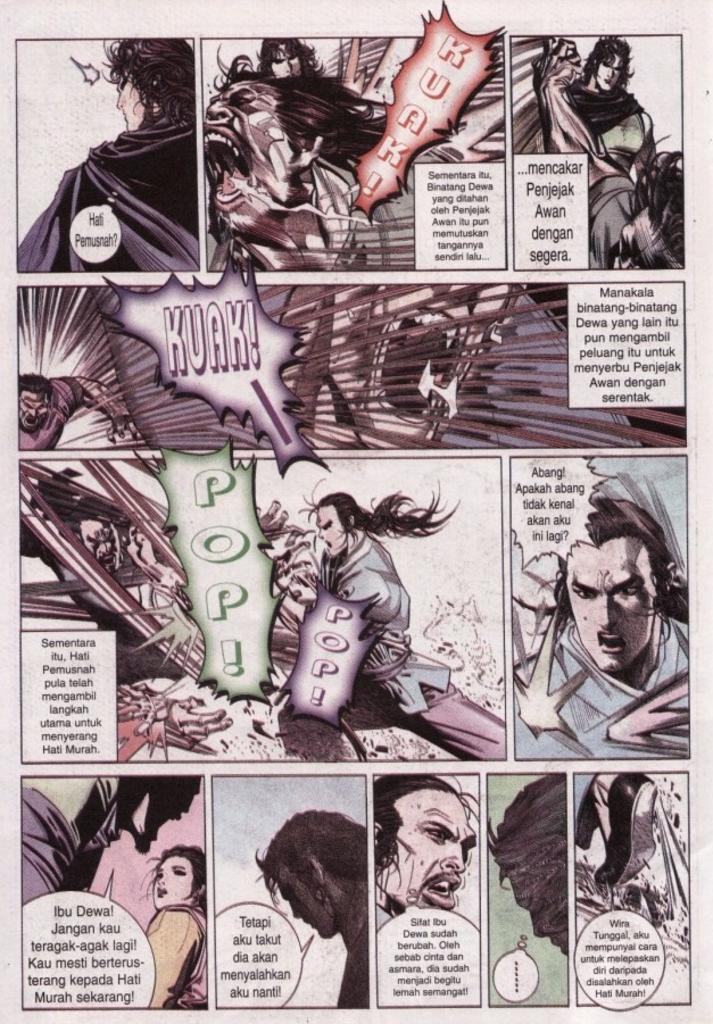 Hati
Pemusnah?
KUAK!
Sementara itu,
Binatang Dewa
yang ditahan
oleh Penjejak
Awan itu pun
memutuskan
tangannya
sendiri lalu...
...mencakar
Penjejak
Awan
dengan
segera.
KUAK!
Manakala
binatang-binatang
Dewa yang lain itu
pun mengambil
peluang itu untuk
menyerbu Penjejak
Awan dengan
serentak.
POP!
POP!
Sementara
itu, Hati
Pemusnah
pula telah
mengambil
langkah
utama untuk
menyerang
Hati Murah.
Abang!
Apakah abang
tidak kenal
akan aku
ini lagi?
Ibu Dewa!
Jangan kau
teragak-agak lagi!
Kau mesti berterus-
terang kepada Hati
Murah sekarang!
Tetapi
aku takut
dia akan
menyalahkan
aku nanti!
Sifat Ibu
Dewa sudah
berubah. Oleh
sebab cinta dan
asmara, dia sudah
menjadi begitu
lemah semangat!
......
Wira
Tunggal, aku
mempunyai cara
untuk melepaskan
diri daripada
disalahkan oleh
Hati Murah!